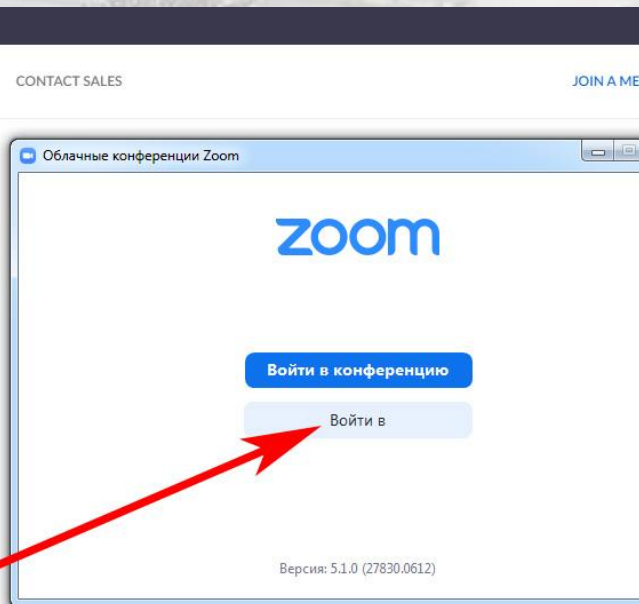 CONTACT SALES
JOIN A ME
Облачные конференции Zoom
zoom
Войти в конференцию
Войти в
Версия: 5.1.0 (27830.0612)